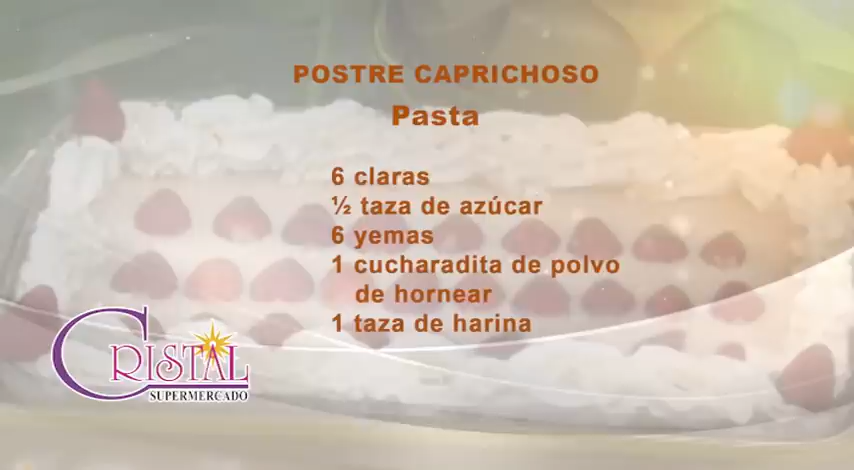 POSTRE CAPRICHOSO
Pasta
6 claras
½ taza de azúcar
6 yemas
1 cucharadita de polvo
de hornear
1 taza de harina
CRISTAL
SUPERMERCADO